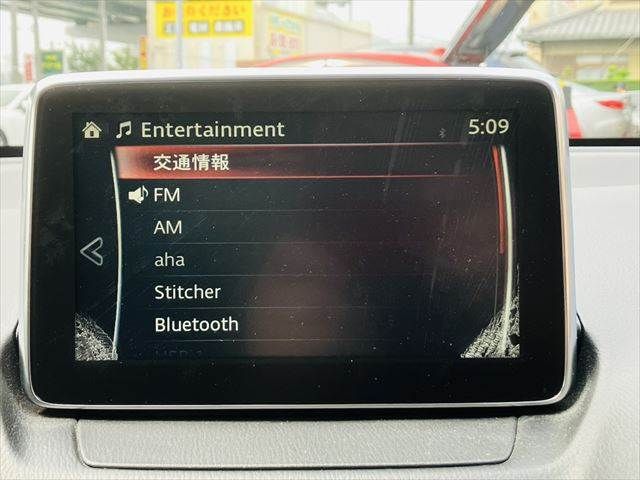 Entertainment 5:09
交通情報
FM
AM
aha
Stitcher
Bluetooth